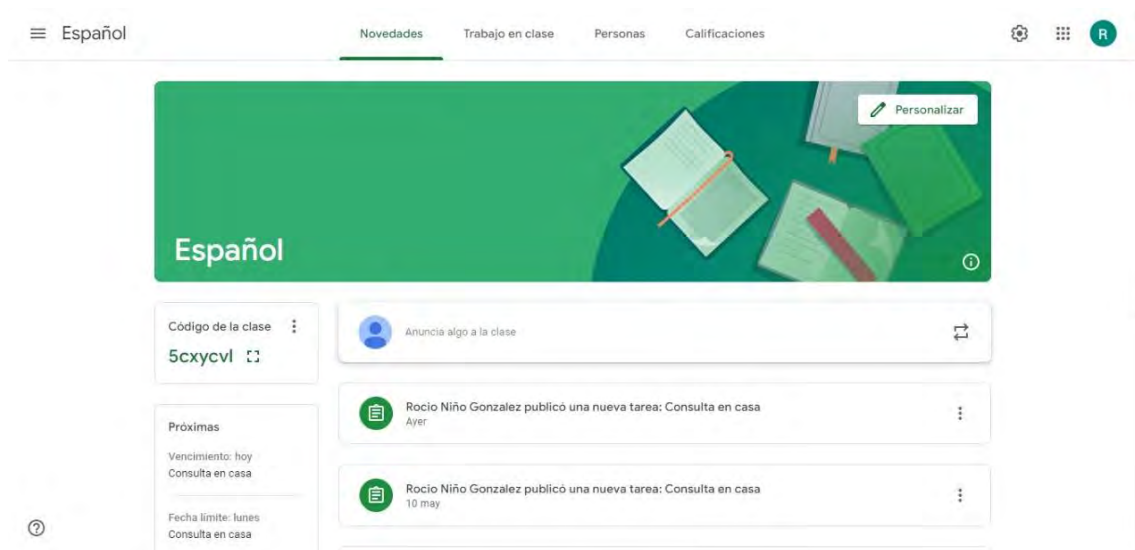 Español
Novedades Trabajo en clase Personas Calificaciones
R
Personalizar
Español
Código de la clase
5cxycvl
Anuncia algo a la clase
Rocio Niño Gonzalez publicó una nueva tarea: Consulta en casa
Ayer
Próximas
Vencimiento: hoy
Consulta en casa
Rocio Niño Gonzalez publicó una nueva tarea: Consulta en casa
10 may
Fecha límite: lunes
Consulta en casa